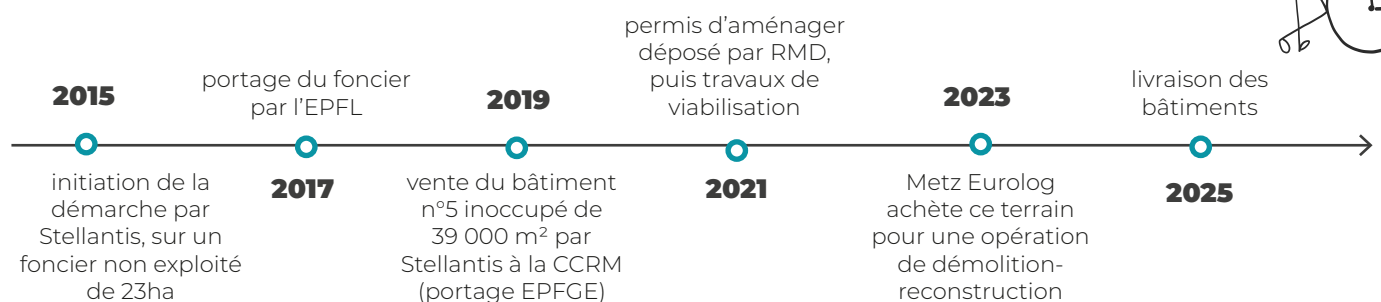 2015
initiation de la
démarche par
Stellantis, sur un
foncier non exploité
de 23ha
portage du foncier
par l’EPFL
2017
2019
vente du bâtiment
n°5 inoccupé de
39 000 m² par
Stellantis à la CCRM
(portage EPFGE)
permis d’aménager
déposé par RMD,
puis travaux de
viabilisation
2021
2023
Metz Eurolog
achète ce terrain
pour une opération
de démolition-
reconstruction
livraison des
bâtiments
2025